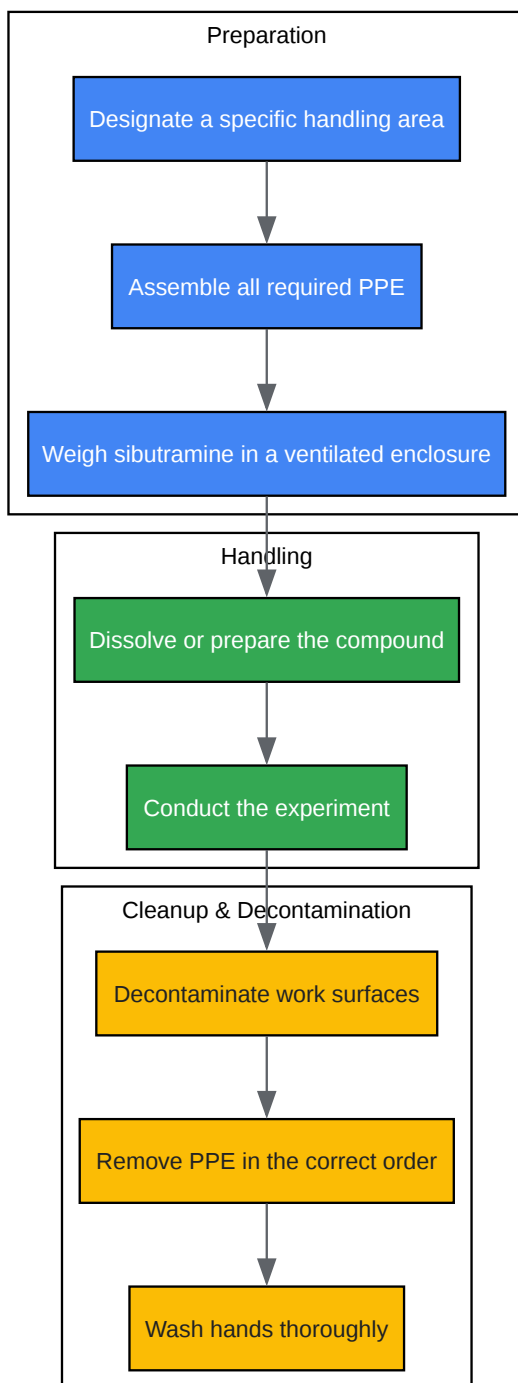 Preparation
Designate a specific handling area
Assemble all required PPE
Weigh sibutramine in a ventilated enclosure
Handling
Dissolve or prepare the compound
Conduct the experiment
Cleanup & Decontamination
Decontaminate work surfaces
Remove PPE in the correct order
Wash hands thoroughly